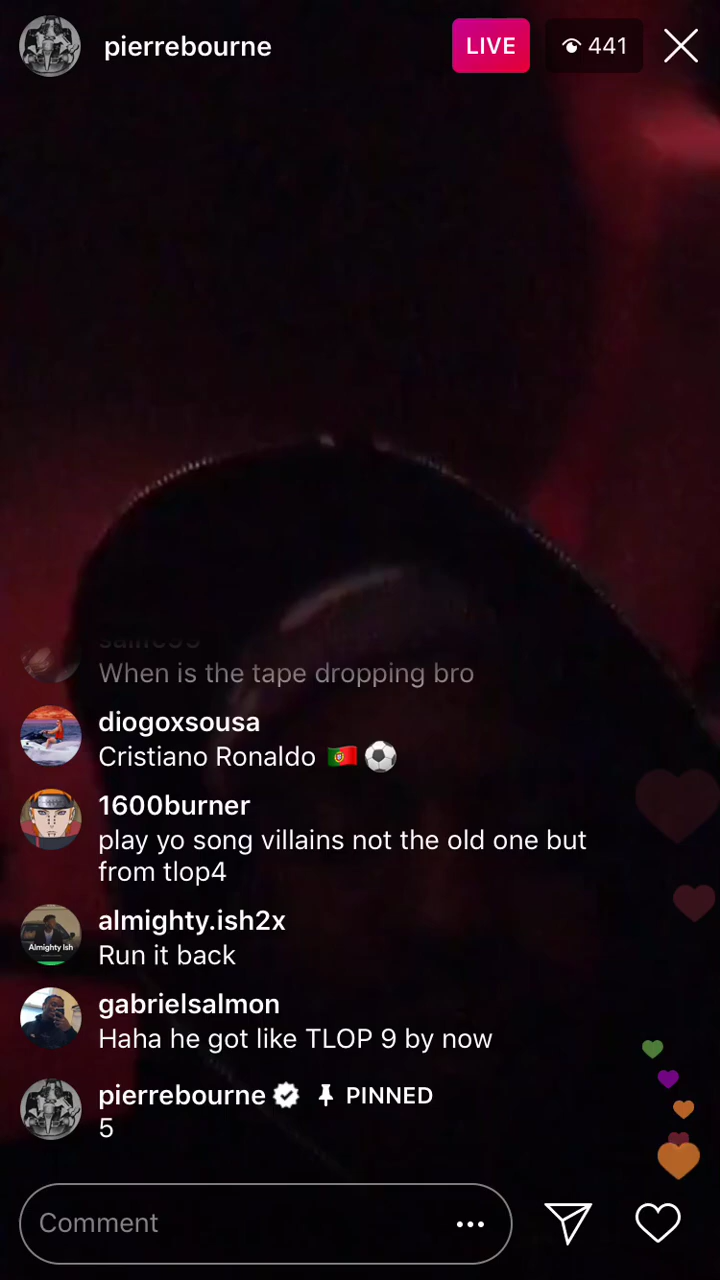 pierrebourne
LIVE
441
When is the tape dropping bro
diogoxsousa
Cristiano Ronaldo 🇵🇹⚽
1600burner
play yo song villains not the old one but
from tlop4
almighty.ish2x
Run it back
Almighty Ish
gabrielsalmon
Haha he got like TLOP 9 by now
pierrebourne PINNED
5
Comment